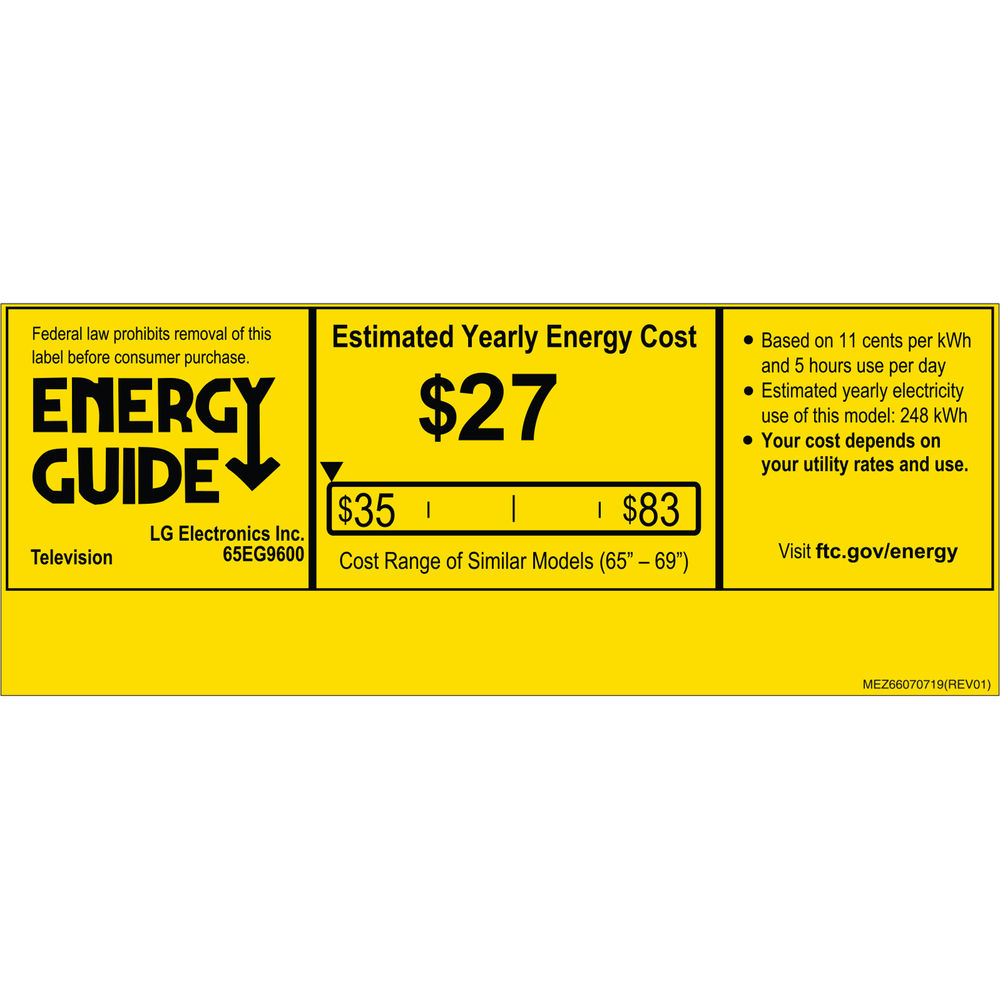 Federal law prohibits removal of this
label before consumer purchase.
ENERGY
GUIDE
LG Electronics Inc.
Television 65EG9600
Estimated Yearly Energy Cost
$27
$35 $83
Cost Range of Similar Models (65” – 69”)
● Based on 11 cents per kWh
and 5 hours use per day
● Estimated yearly electricity
use of this model: 248 kWh
● Your cost depends on
your utility rates and use.
Visit ftc.gov/energy
MEZ66070719(REV01)